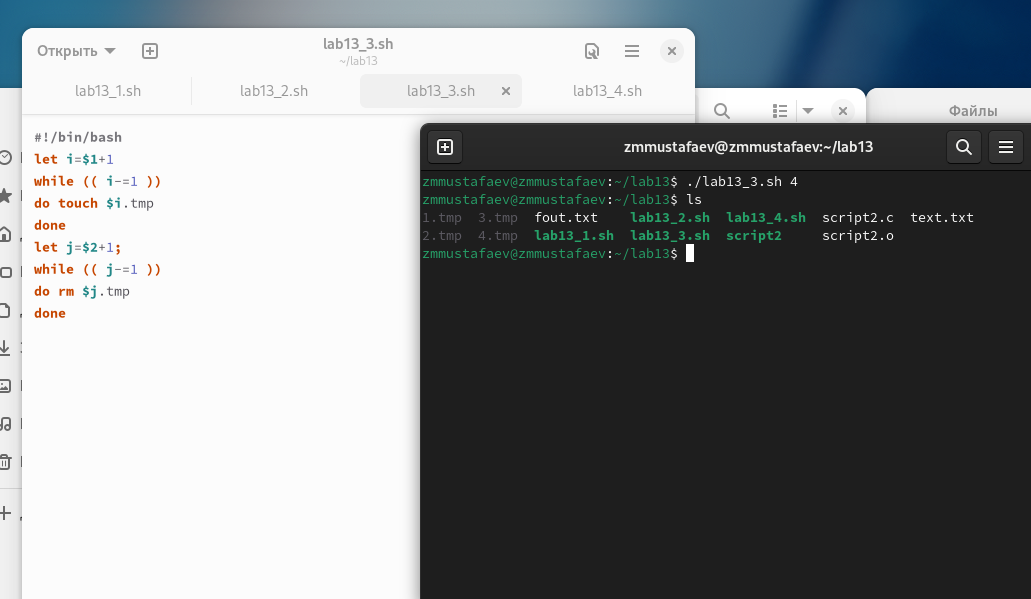 Открыть
lab13_3.sh
~/lab13
lab13_1.sh
lab13_2.sh
lab13_3.sh
lab13_4.sh
#!/bin/bash
let i=$1+1
while (( i-=1 ))
do touch $i.tmp
done
let j=$2+1;
while (( j-=1 ))
do rm $j.tmp
done
Файлы
zmmustafaev@zmmustafaev:~/lab13
zmmustafaev@zmmustafaev:~/lab13$ ./lab13_3.sh 4
zmmustafaev@zmmustafaev:~/lab13$ ls
1.tmp 3.tmp fout.txt lab13_2.sh lab13_4.sh script2.c text.txt
2.tmp 4.tmp lab13_1.sh lab13_3.sh script2 script2.o
zmmustafaev@zmmustafaev:~/lab13$